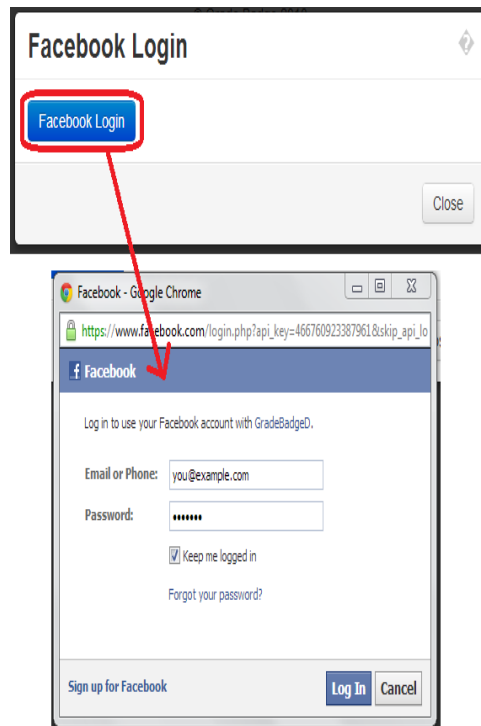 Facebook Login
Facebook Login
Close
Facebook - Google Chrome
https://www.facebook.com/login.php?api_key=466760923387961&skip_api_lo
f Facebook
Log in to use your Facebook account with GradeBadgeD.
Email or Phone: you@example.com
Password: •••••••
Keep me logged in
Forgot your password?
Sign up for Facebook Log In Cancel